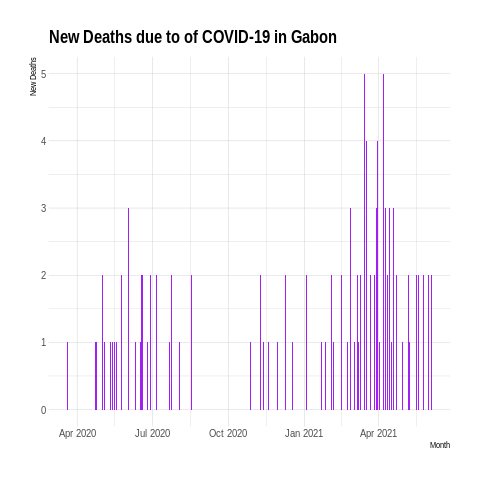 New Deaths due to of COVID-19 in Gabon
New Deaths
5
4
3
2
1
0
Apr 2020 Jul 2020 Oct 2020 Jan 2021 Apr 2021
Month